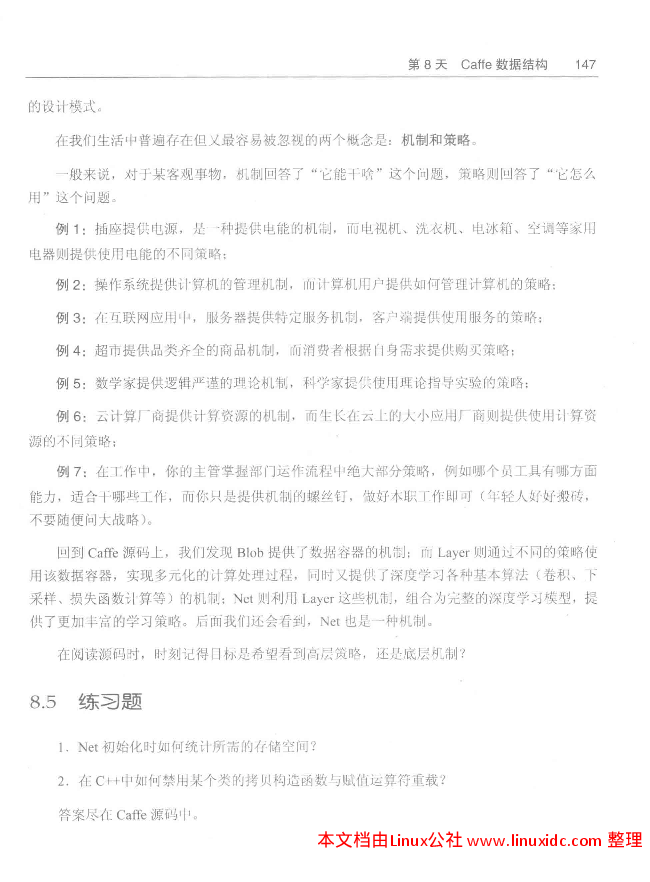 第 8 天 Caffe 数据结构 147
的设计模式。
在我们生活中普遍存在但又最容易被忽视的两个概念是：机制和策略。
一般来说，对于某客观事物，机制回答了“它能干啥”这个问题，策略则回答了“它怎么
用”这个问题。
例 1：插座提供电源，是一种提供电能的机制，而电视机、洗衣机、电冰箱、空调等家用
电器则提供使用电能的不同策略；
例 2：操作系统提供计算机的管理机制，而计算机用户提供如何管理计算机的策略；
例 3：在互联网应用中，服务器提供特定服务机制，客户端提供使用服务的策略；
例 4：超市提供品类齐全的商品机制，而消费者根据自身需求提供购买策略；
例 5：数学家提供逻辑严谨的理论机制，科学家提供使用理论指导实验的策略；
例 6：云计算厂商提供计算资源的机制，而生长在云上的大小应用厂商则提供使用计算资
源的不同策略；
例 7：在工作中，你的主管掌握部门运作流程中绝大部分策略，例如哪个员工具有哪方面
能力，适合干哪些工作，而你只是提供机制的螺丝钉，做好本职工作即可（年轻人好好搬砖，
不要随便问大战略）。
回到 Caffe 源码上，我们发现 Blob 提供了数据容器的机制；而 Layer 则通过不同的策略使
用该数据容器，实现多元化的计算处理过程，同时又提供了深度学习各种基本算法（卷积、下
采样、损失函数计算等）的机制；Net 则利用 Layer 这些机制，组合为完整的深度学习模型，提
供了更加丰富的学习策略。后面我们还会看到，Net 也是一种机制。
在阅读源码时，时刻记得目标是希望看到高层策略，还是底层机制？
8.5 练习题
1．Net 初始化时如何统计所需的存储空间？
2．在 C++中如何禁用某个类的拷贝构造函数与赋值运算符重载？
答案尽在 Caffe 源码中。
本文档由Linux公社 www.linuxidc.com 整理